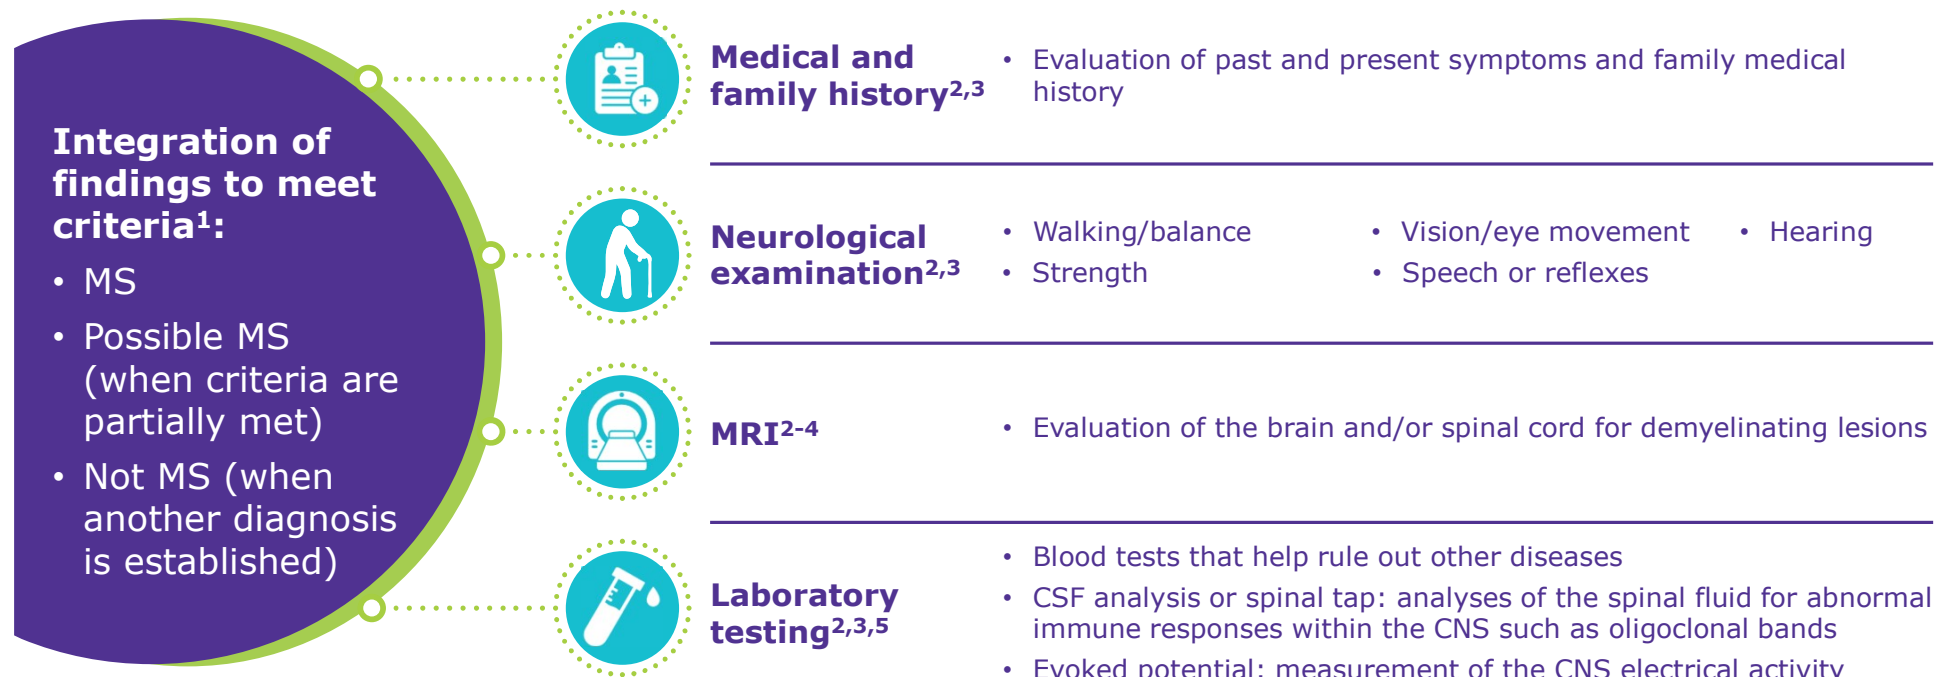 Integration of
findings to meet
criteria¹:
• MS
• Possible MS
(when criteria are
partially met)
• Not MS (when
another diagnosis
is established)
Medical and
family history²,³
• Evaluation of past and present symptoms and family medical
history
Neurological
examination²,³
• Walking/balance
• Vision/eye movement
• Hearing
• Strength
• Speech or reflexes
MRI²-⁴
• Evaluation of the brain and/or spinal cord for demyelinating lesions
Laboratory
testing²,³,⁵
• Blood tests that help rule out other diseases
• CSF analysis or spinal tap: analyses of the spinal fluid for abnormal
immune responses within the CNS such as oligoclonal bands
• Evoked potential: measurement of the CNS electrical activity